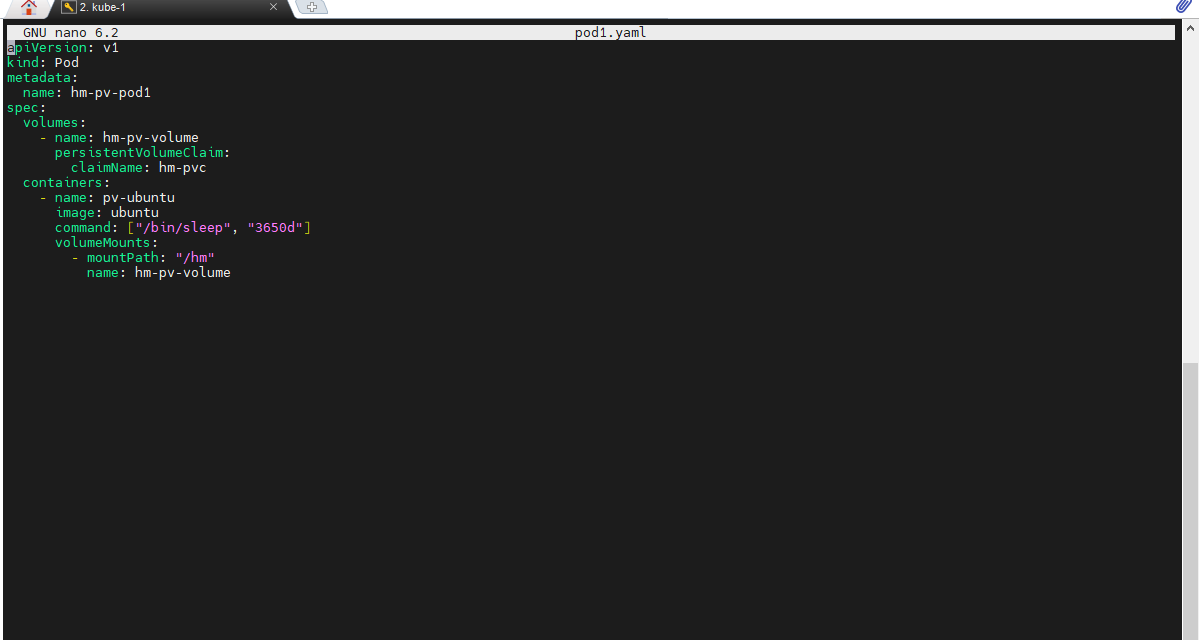 2. kube-1
GNU nano 6.2 pod1.yaml
apiVersion: v1
kind: Pod
metadata:
  name: hm-pv-pod1
spec:
  volumes:
    - name: hm-pv-volume
      persistentVolumeClaim:
        claimName: hm-pvc
  containers:
    - name: pv-ubuntu
      image: ubuntu
      command: ["/bin/sleep", "3650d"]
      volumeMounts:
        - mountPath: "/hm"
          name: hm-pv-volume